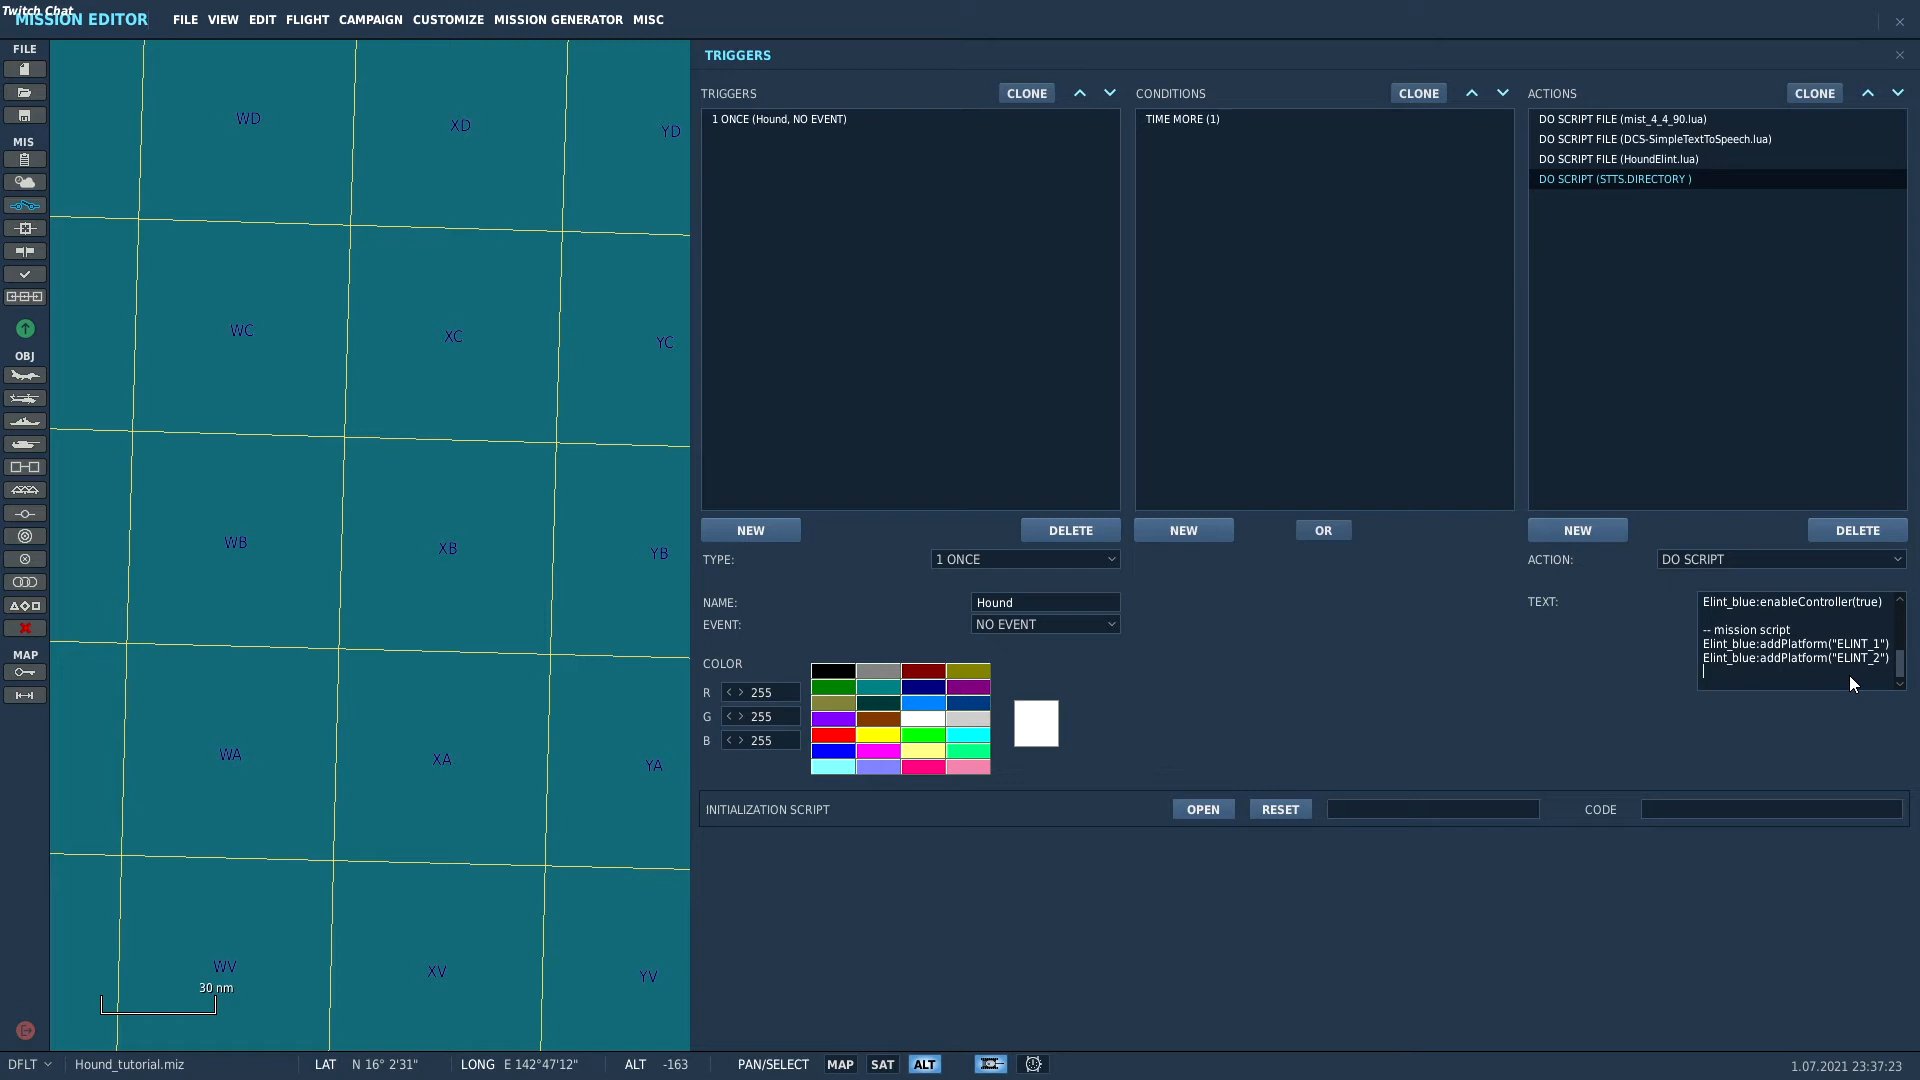 Twitch Chat
MISSION EDITOR
FILE VIEW EDIT FLIGHT CAMPAIGN CUSTOMIZE MISSION GENERATOR MISC
FILE
MIS
OBJ
MAP
WD XD YD
WC XC YC
WB XB YB
WA XA YA
WV XV YV
30 nm
TRIGGERS
TRIGGERS CLONE
1 ONCE (Hound, NO EVENT)
NEW DELETE
TYPE: 1 ONCE
NAME: Hound
EVENT: NO EVENT
COLOR
R < > 255
G < > 255
B < > 255
CONDITIONS CLONE
TIME MORE (1)
NEW OR
ACTIONS CLONE
DO SCRIPT FILE (mist_4_4_90.lua)
DO SCRIPT FILE (DCS-SimpleTextToSpeech.lua)
DO SCRIPT FILE (HoundElint.lua)
DO SCRIPT (STTS.DIRECTORY )
NEW DELETE
ACTION: DO SCRIPT
TEXT:
Elint_blue:enableController(true)
-- mission script
Elint_blue:addPlatform("ELINT_1")
Elint_blue:addPlatform("ELINT_2")
INITIALIZATION SCRIPT OPEN RESET CODE
DFLT Hound_tutorial.miz LAT N 16° 2'31" LONG E 142°47'12" ALT -163 PAN/SELECT MAP SAT ALT 1.07.2021 23:37:23